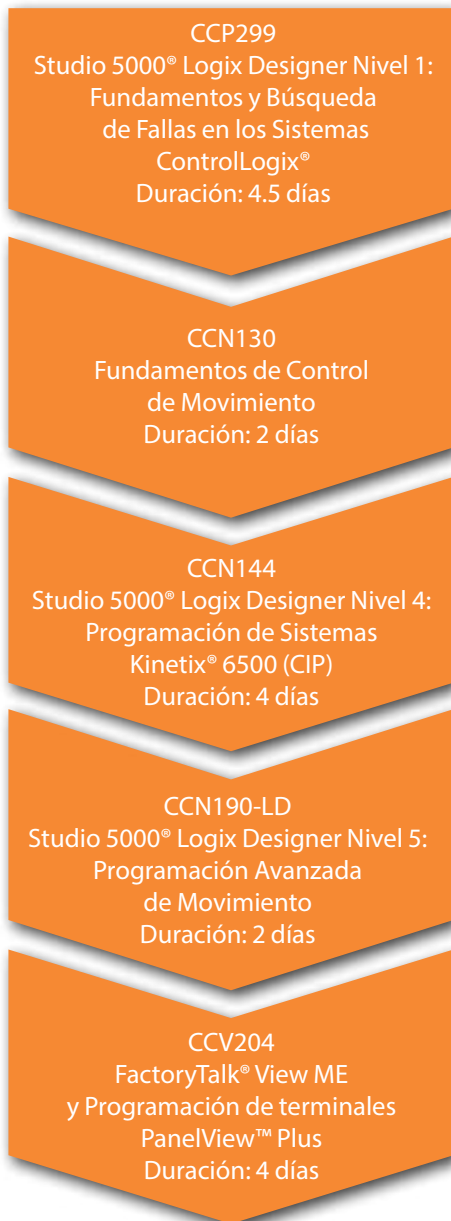 CCP299
Studio 5000® Logix Designer Nivel 1:
Fundamentos y Búsqueda
de Fallas en los Sistemas
ControlLogix®
Duración: 4.5 días
CCN130
Fundamentos de Control
de Movimiento
Duración: 2 días
CCN144
Studio 5000® Logix Designer Nivel 4:
Programación de Sistemas
Kinetix® 6500 (CIP)
Duración: 4 días
CCN190-LD
Studio 5000® Logix Designer Nivel 5:
Programación Avanzada
de Movimiento
Duración: 2 días
CCV204
FactoryTalk® View ME
y Programación de terminales
PanelView™ Plus
Duración: 4 días